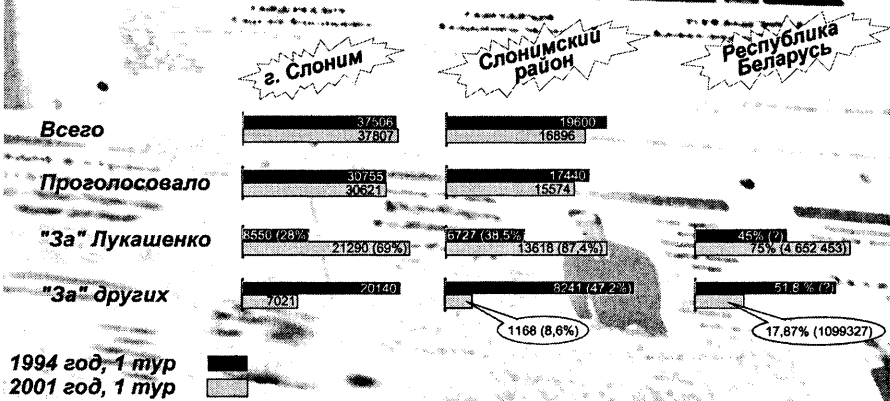 г. Слоним
Слонимский
район
Республика
Беларусь
Всего
37506
19600
37807
16896
Проголосовало
30755
17440
30621
15574
"За" Лукашенко
8550 (28%
6727 (38,5%
45% (2)
21290 (69%)
13618 (87,4%)
75% (4 652 453)
"За" других
20140
8241 (47,2%)
51,8 % (2)
7021
1168 (8,6%)
17,87% (1099327)
1994 год, 1 тур
2001 год, 1 тур